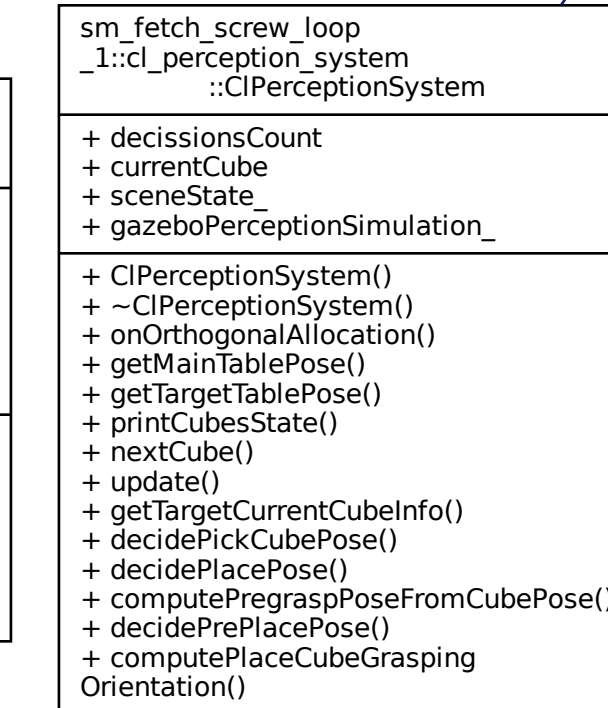 sm_fetch_screw_loop
_1::cl_perception_system
::ClPerceptionSystem
+ decissionsCount
+ currentCube
+ sceneState_
+ gazeboPerceptionSimulation_
+ ClPerceptionSystem()
+ ~ClPerceptionSystem()
+ onOrthogonalAllocation()
+ getMainTablePose()
+ getTargetTablePose()
+ printCubesState()
+ nextCube()
+ update()
+ getTargetCurrentCubeInfo()
+ decidePickCubePose()
+ decidePlacePose()
+ computePregraspPoseFromCubePose()
+ decidePrePlacePose()
+ computePlaceCubeGrasping
Orientation()